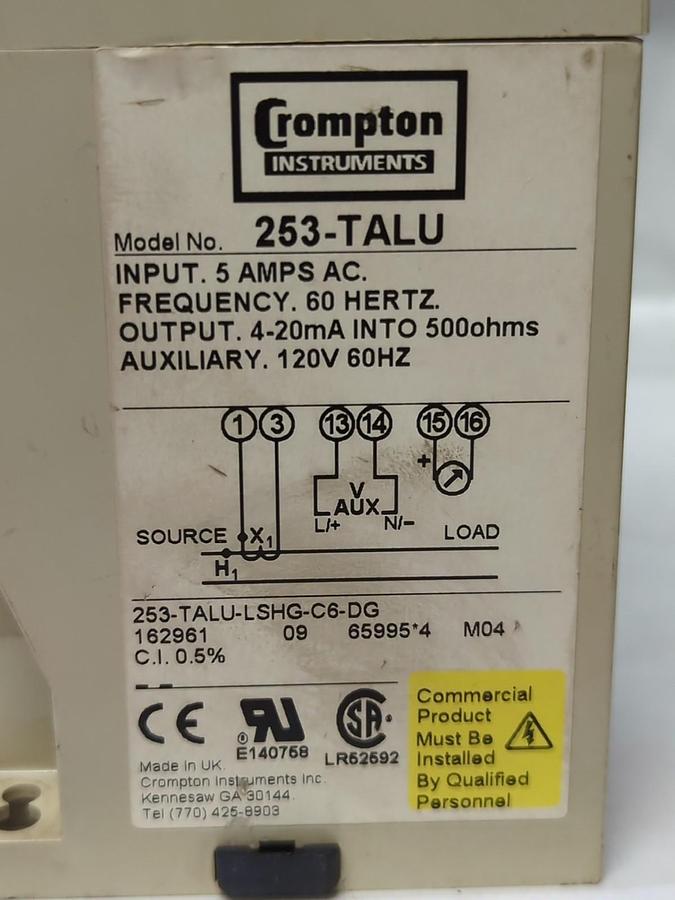 Crompton
INSTRUMENTS
Model No. 253-TALU
INPUT. 5 AMPS AC.
FREQUENCY. 60 HERTZ.
OUTPUT. 4-20mA INTO 500ohms
AUXILIARY. 120V 60HZ
1 3 13 14 15 16
+
V
AUX
L/+ N/-
SOURCE X1 LOAD
H1
253-TALU-LSHG-C6-DG
162961 09 65995*4 M04
C.I. 0.5%
CE RU SA
E140758 LR52592
Made in UK.
Crompton Instruments Inc.
Kennesaw GA 30144.
Tel (770) 425-8903
Commercial
Product
Must Be
Installed
By Qualified
Personnel